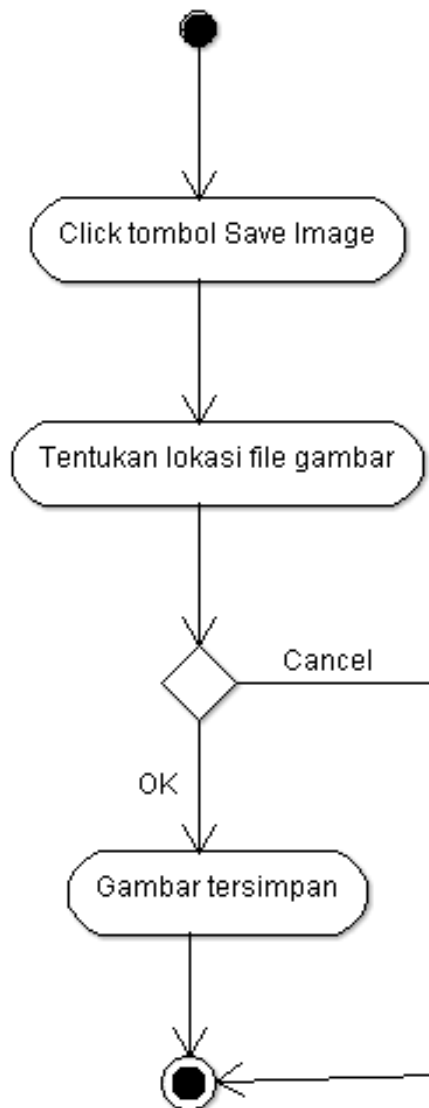 Click tombol Save Image
Tentukan lokasi file gambar
Cancel
OK
Gambar tersimpan